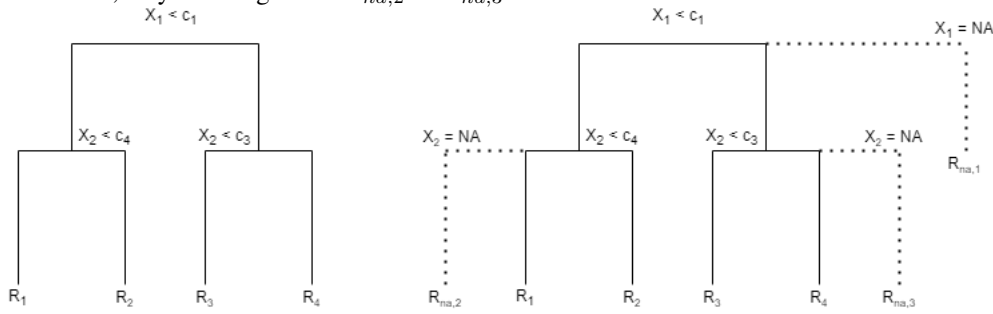 X₁ < c₁
X₁ < c₁
X₁ = NA
X₂ < c₄
X₂ < c₃
X₂ = NA
X₂ < c₄
X₂ < c₃
X₂ = NA
Rₙₐ,₁
R₁
R₂
R₃
R₄
Rₙₐ,₂
R₁
R₂
R₃
R₄
Rₙₐ,₃